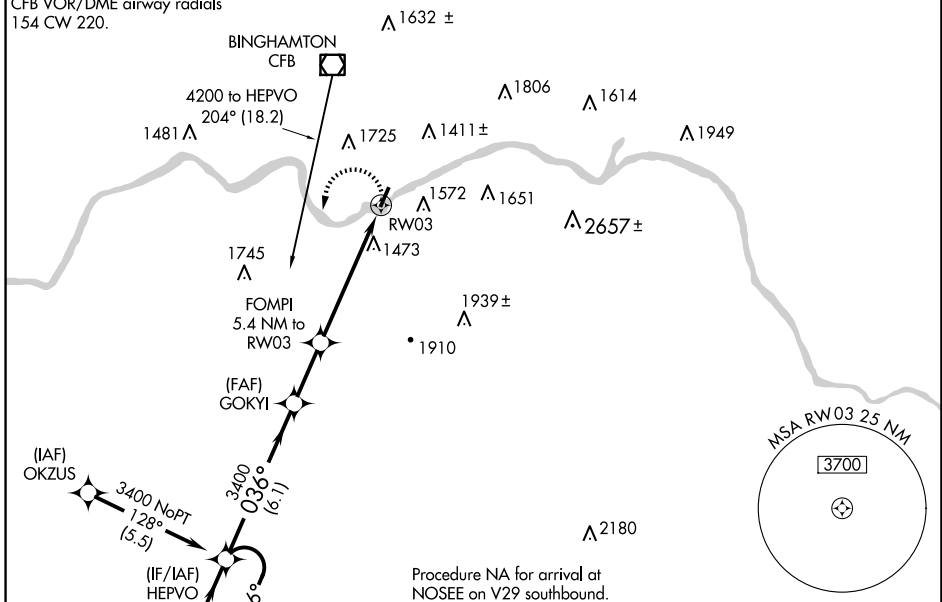 CFB VOR/DME airway radials
154 CW 220.
1632 ±
BINGHAMTON
CFB
4200 to HEPVO
204° (18.2)
1806
1614
1481
1725
1411±
1949
1572
1651
RW03
2657±
1473
1745
FOMPI
5.4 NM to
RW03
1939±
1910
(FAF)
GOKYI
MSA RW03 25 NM
3700
(IAF)
OKZUS
3400 NoPT
128°
(5.5)
3400
036°
(6.1)
2180
(IF/IAF)
HEPVO
6°
Procedure NA for arrival at
NOSEE on V29 southbound.